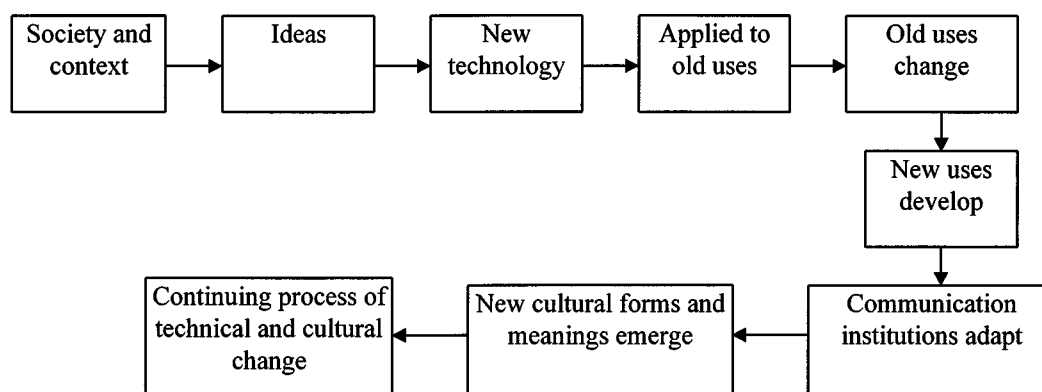 Society and
context
Ideas
New
technology
Applied to
old uses
Old uses
change
New uses
develop
Communication
institutions adapt
New cultural forms and
meanings emerge
Continuing process of
technical and cultural
change